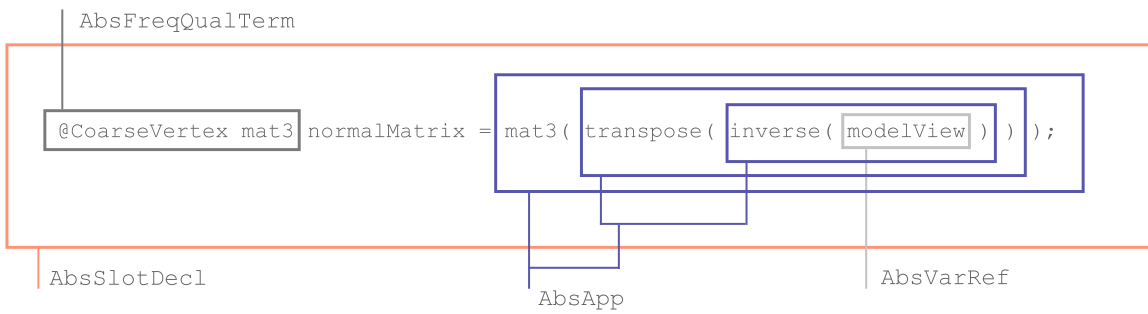 AbsFreqQualTerm
@CoarseVertex mat3 normalMatrix = mat3( transpose( inverse( modelView ) ) );
AbsSlotDecl
AbsApp
AbsVarRef